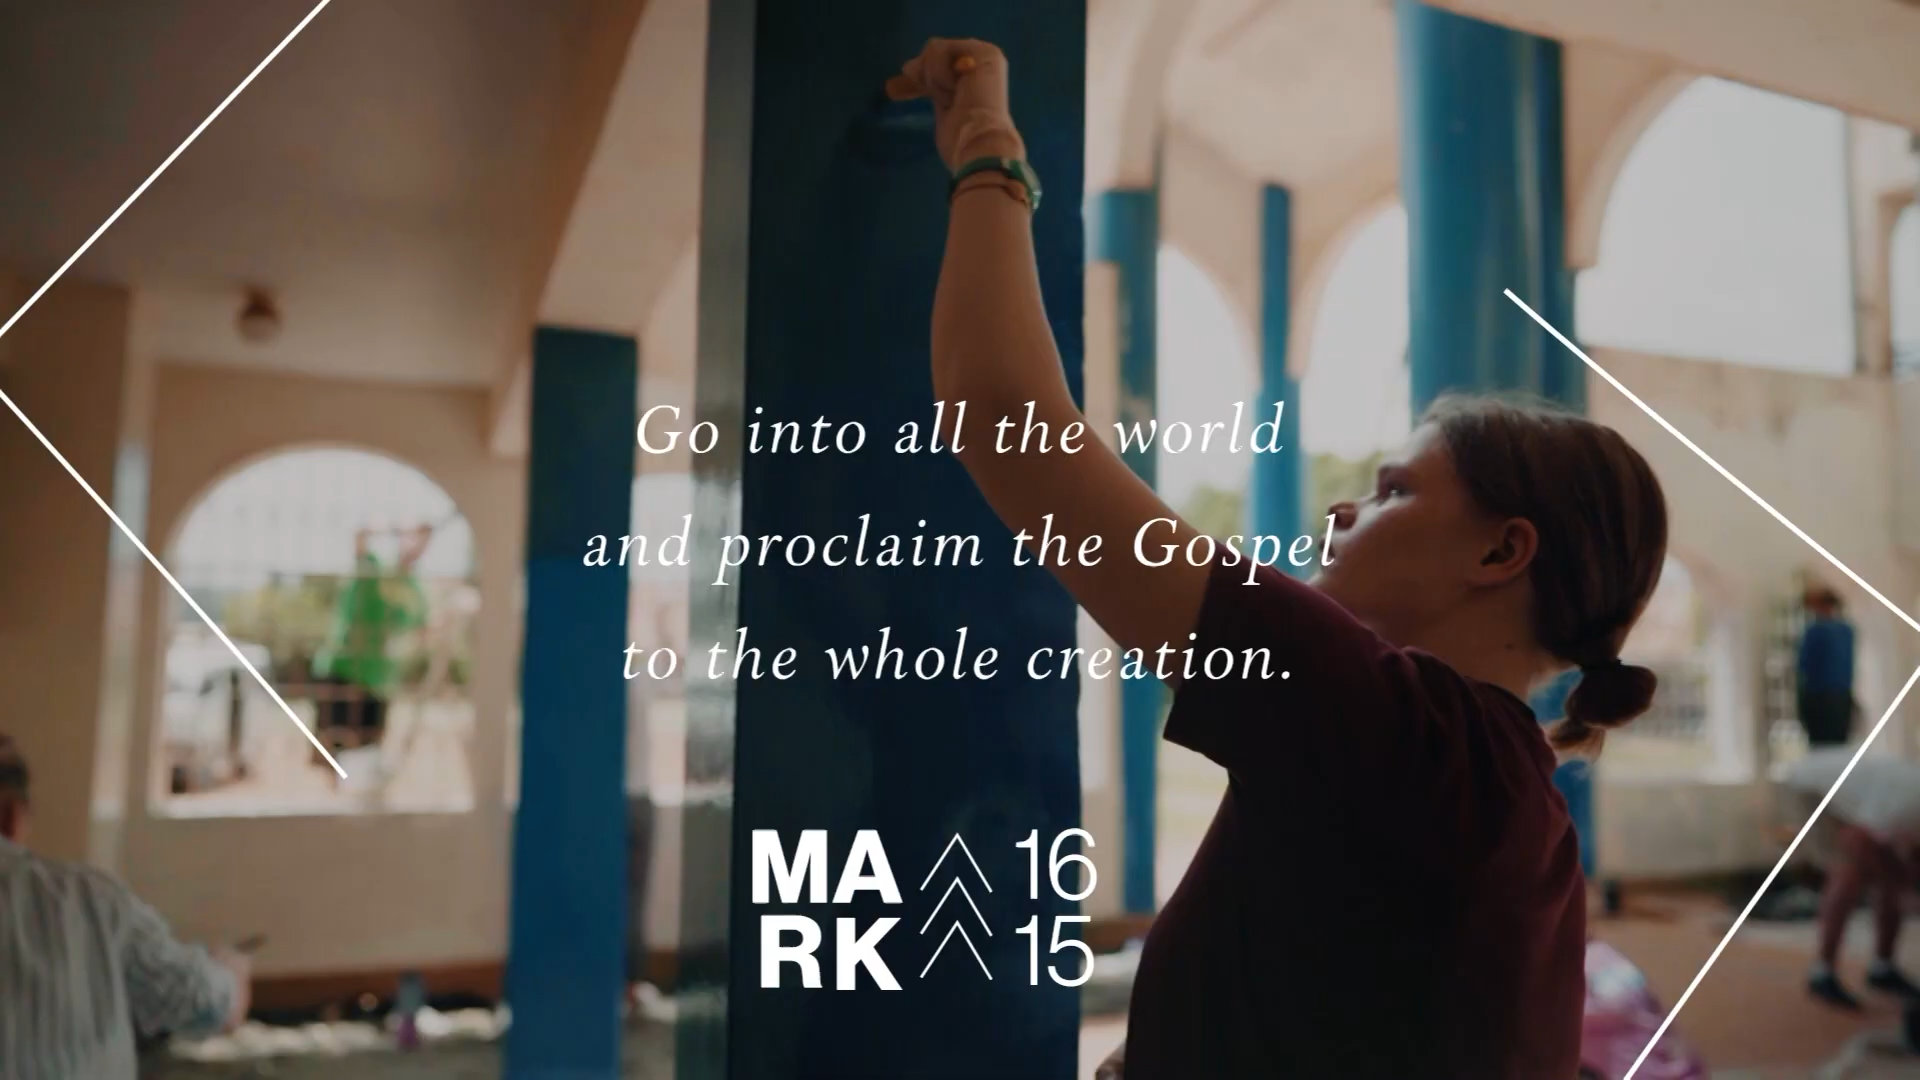 Go into all the world
and proclaim the Gospel
to the whole creation.
MA 16
RK 15